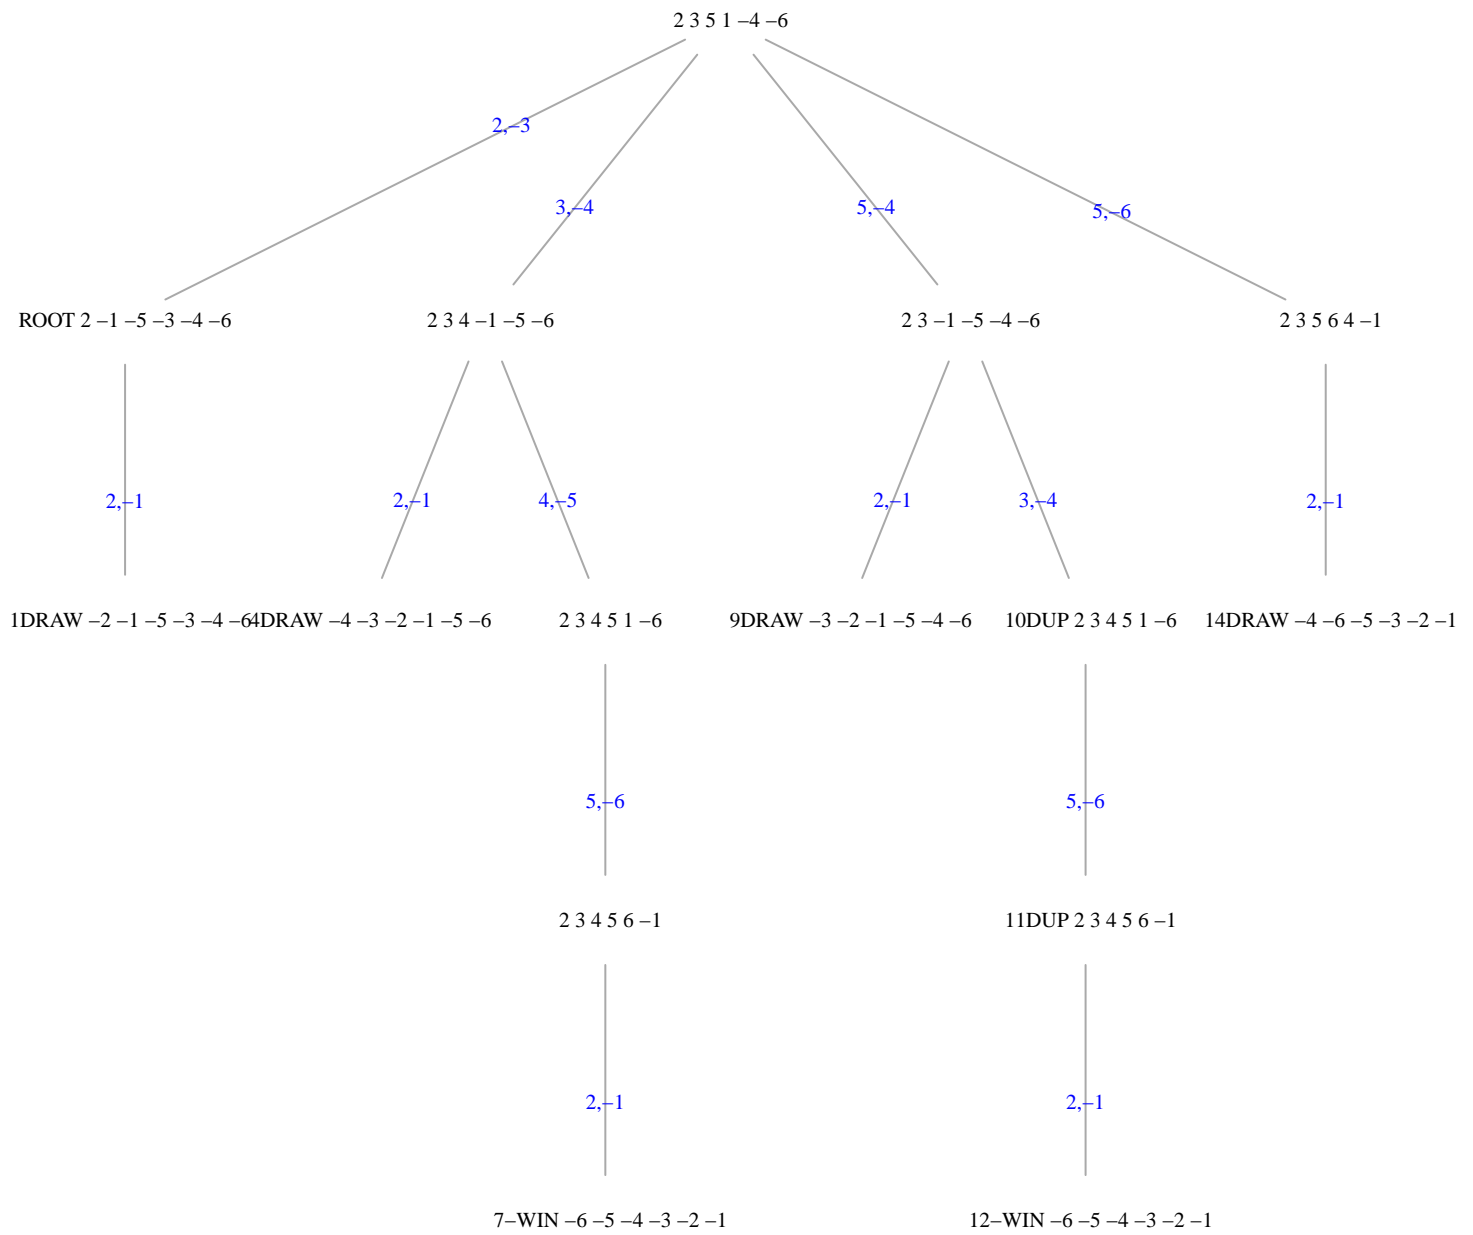 2 3 5 1 –4 –6
2,–3
3,–4
5,–4
5,–6
ROOT 2 –1 –5 –3 –4 –6
2 3 4 –1 –5 –6
2 3 –1 –5 –4 –6
2 3 5 6 4 –1
2,–1
2,–1
4,–5
2,–1
3,–4
2,–1
1DRAW –2 –1 –5 –3 –4 –6
4DRAW –4 –3 –2 –1 –5 –6
2 3 4 5 1 –6
9DRAW –3 –2 –1 –5 –4 –6
10DUP 2 3 4 5 1 –6
14DRAW –4 –6 –5 –3 –2 –1
5,–6
5,–6
2 3 4 5 6 –1
11DUP 2 3 4 5 6 –1
2,–1
2,–1
7–WIN –6 –5 –4 –3 –2 –1
12–WIN –6 –5 –4 –3 –2 –1